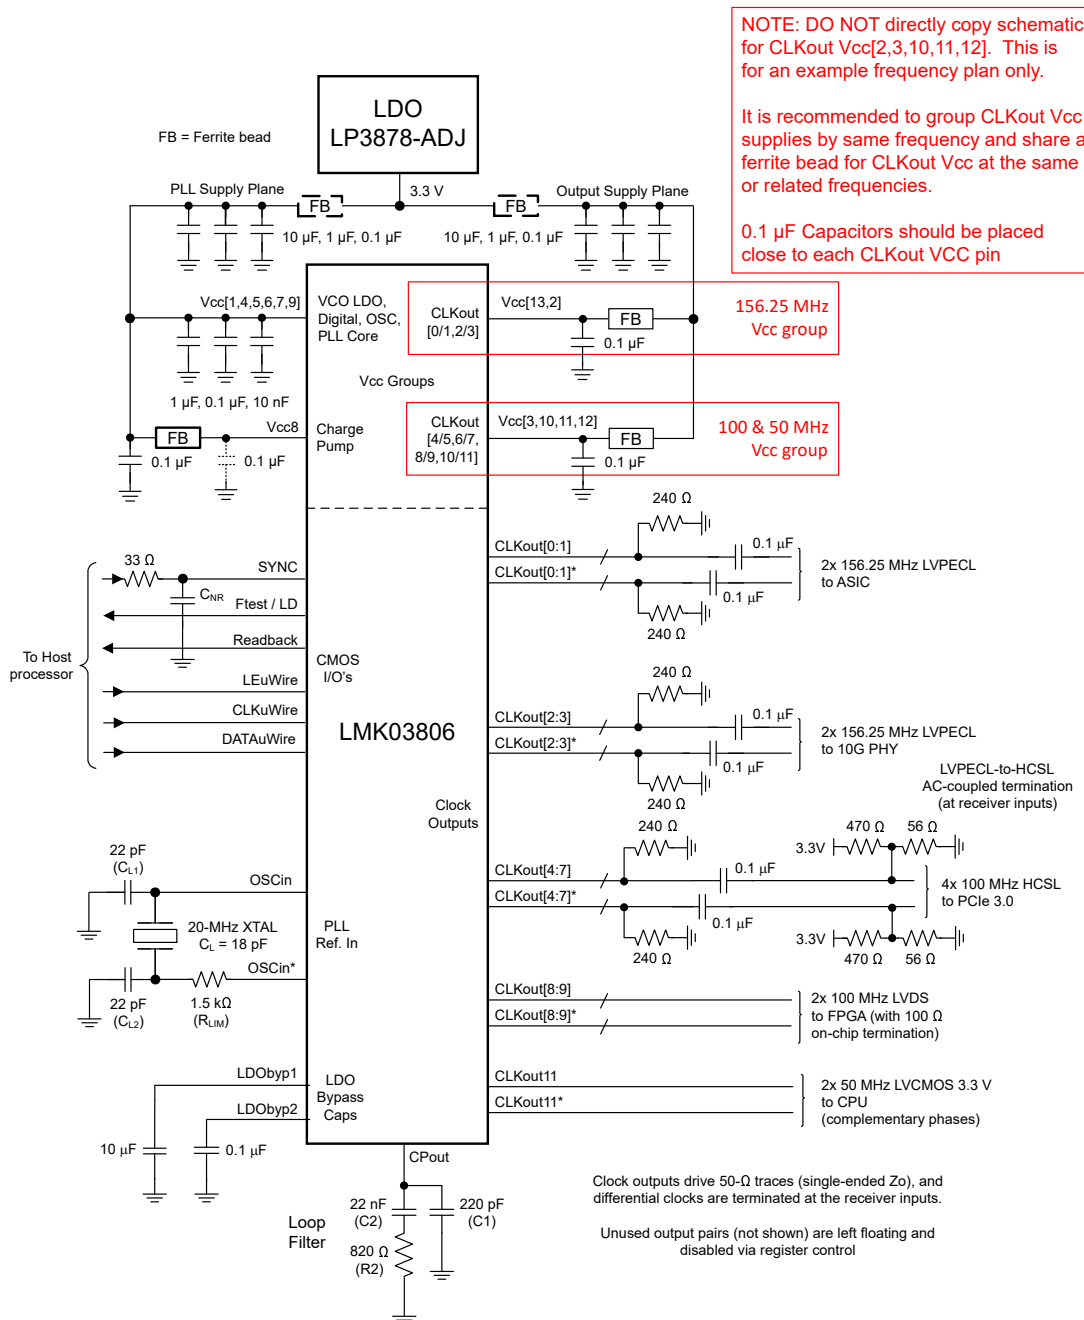 NOTE: DO NOT directly copy schematic
for CLKout Vcc[2,3,10,11,12]. This is
for an example frequency plan only.
It is recommended to group CLKout Vcc
supplies by same frequency and share a
ferrite bead for CLKout Vcc at the same
or related frequencies.
0.1 µF Capacitors should be placed
close to each CLKout VCC pin
LDO
LP3878-ADJ
FB = Ferrite bead
PLL Supply Plane
3.3 V
Output Supply Plane
FB
FB
10 µF, 1 µF, 0.1 µF
10 µF, 1 µF, 0.1 µF
Vcc[1,4,5,6,7,9]
VCO LDO,
Digital, OSC,
PLL Core
CLKout
[0/1,2/3]
Vcc[13,2]
FB
0.1 µF
156.25 MHz
Vcc group
1 µF, 0.1 µF, 10 nF
Vcc Groups
Vcc8
FB
0.1 µF
0.1 µF
Charge
Pump
CLKout
[4/5,6/7,
8/9,10/11]
Vcc[3,10,11,12]
FB
0.1 µF
100 & 50 MHz
Vcc group
33 Ω
SYNC
CNR
Ftest / LD
Readback
To Host
processor
LEuWire
CLKuWire
DATAuWire
CMOS
I/O's
LMK03806
240 Ω
CLKout[0:1]
0.1 µF
CLKout[0:1]*
0.1 µF
240 Ω
2x 156.25 MHz LVPECL
to ASIC
240 Ω
CLKout[2:3]
0.1 µF
CLKout[2:3]*
0.1 µF
240 Ω
2x 156.25 MHz LVPECL
to 10G PHY
LVPECL-to-HCSL
AC-coupled termination
(at receiver inputs)
Clock
Outputs
240 Ω
470 Ω
56 Ω
3.3V
CLKout[4:7]
0.1 µF
CLKout[4:7]*
0.1 µF
240 Ω
3.3V
470 Ω
56 Ω
4x 100 MHz HCSL
to PCIe 3.0
22 pF
(CL1)
OSCin
20-MHz XTAL
CL = 18 pF
PLL
Ref. In
OSCin*
22 pF
(CL2)
1.5 kΩ
(RLIM)
CLKout[8:9]
CLKout[8:9]*
2x 100 MHz LVDS
to FPGA (with 100 Ω
on-chip termination)
LDObyp1
LDObyp2
LDO
Bypass
Caps
10 µF
0.1 µF
CLKout11
CLKout11*
2x 50 MHz LVCMOS 3.3 V
to CPU
(complementary phases)
CPout
Loop
Filter
22 nF
(C2)
220 pF
(C1)
820 Ω
(R2)
Clock outputs drive 50-Ω traces (single-ended Zo), and
differential clocks are terminated at the receiver inputs.
Unused output pairs (not shown) are left floating and
disabled via register control